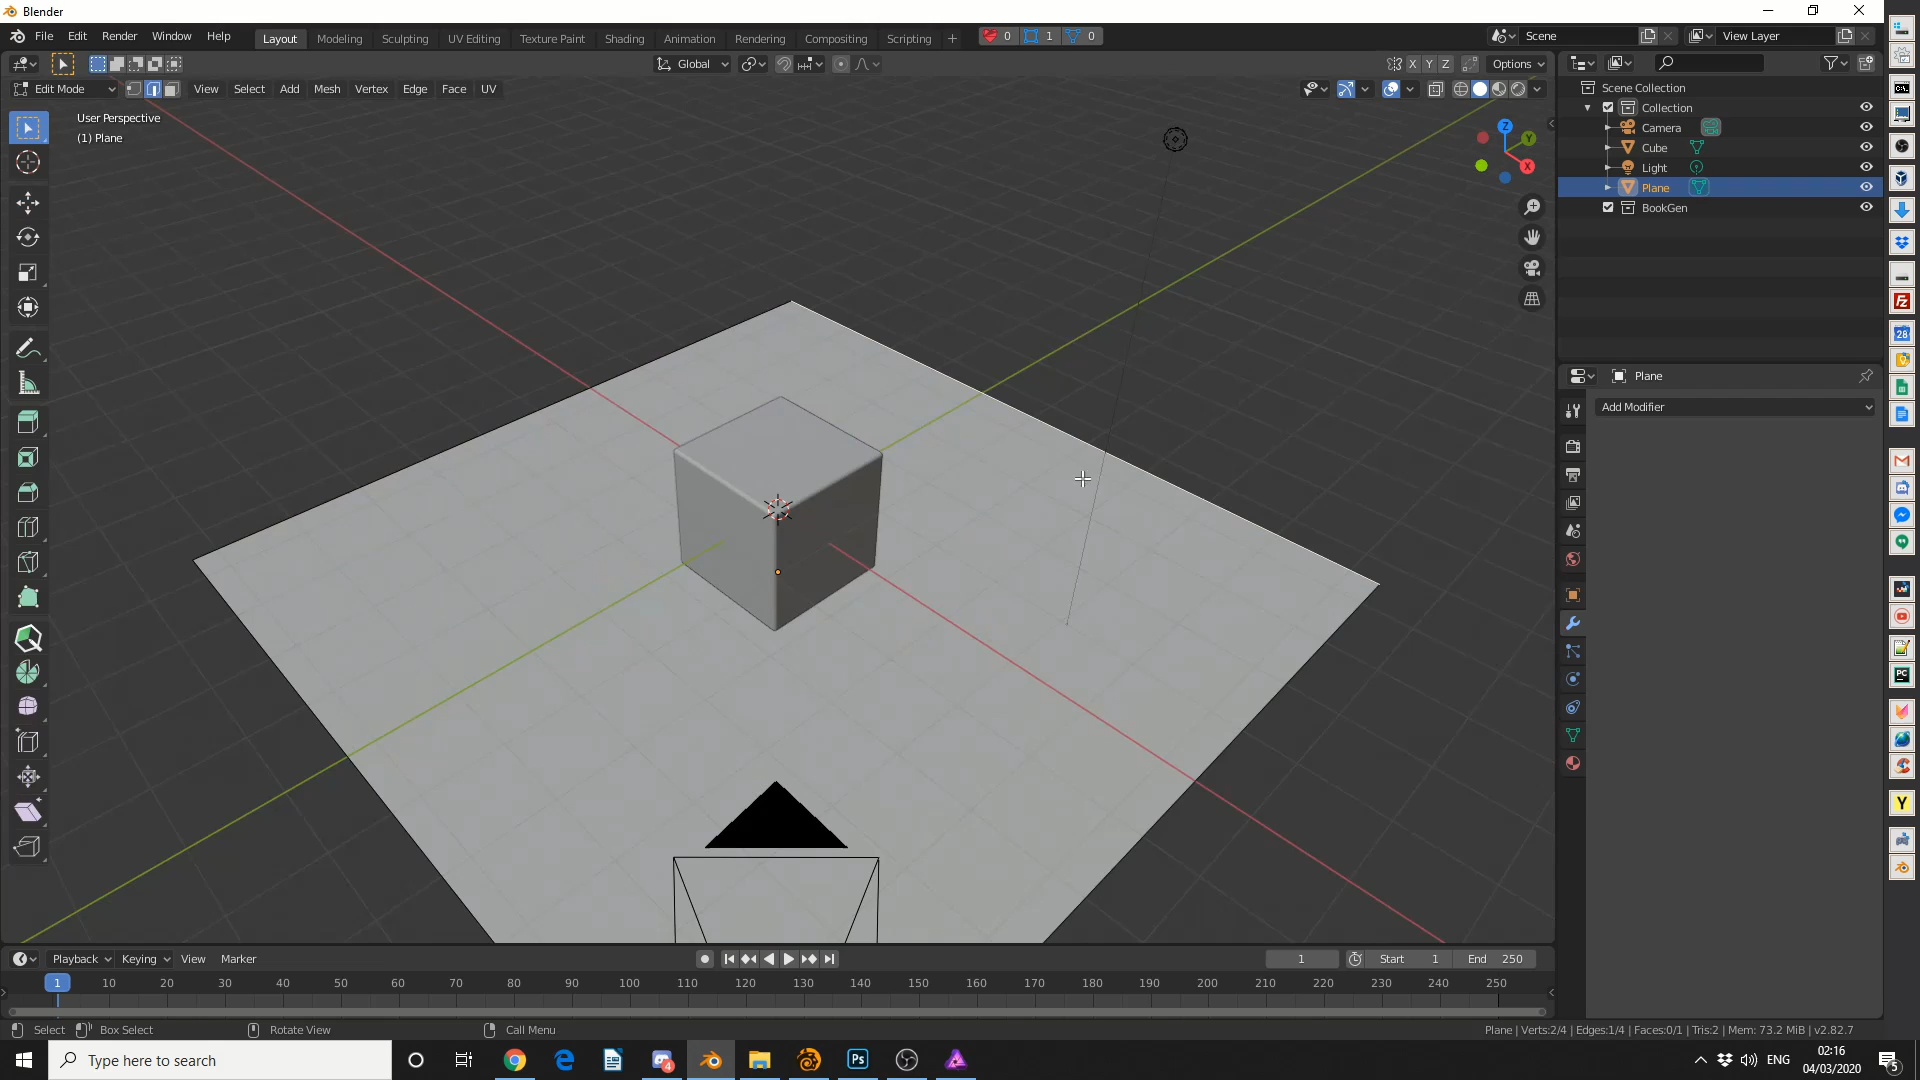 Blender
File Edit Render Window Help
Layout Modeling Sculpting UV Editing Texture Paint Shading Animation Rendering Compositing Scripting +
0 1 0
Scene
View Layer
Global
X Y Z
Options
Edit Mode
View Select Add Mesh Vertex Edge Face UV
User Perspective
(1) Plane
Z
Y
X
Scene Collection
Collection
Camera
Cube
Light
Plane
BookGen
Plane
Add Modifier
Playback Keying View Marker
1
Start 1
End 250
1 10 20 30 40 50 60 70 80 90 100 110 120 130 140 150 160 170 180 190 200 210 220 230 240 250
Select Box Select Rotate View Call Menu
Plane | Verts:2/4 | Edges:1/4 | Faces:0/1 | Tris:2 | Mem: 73.2 MiB | v2.82.7
Type here to search
4
Ps
ENG
02:16
04/03/2020
5
28
PC
Y